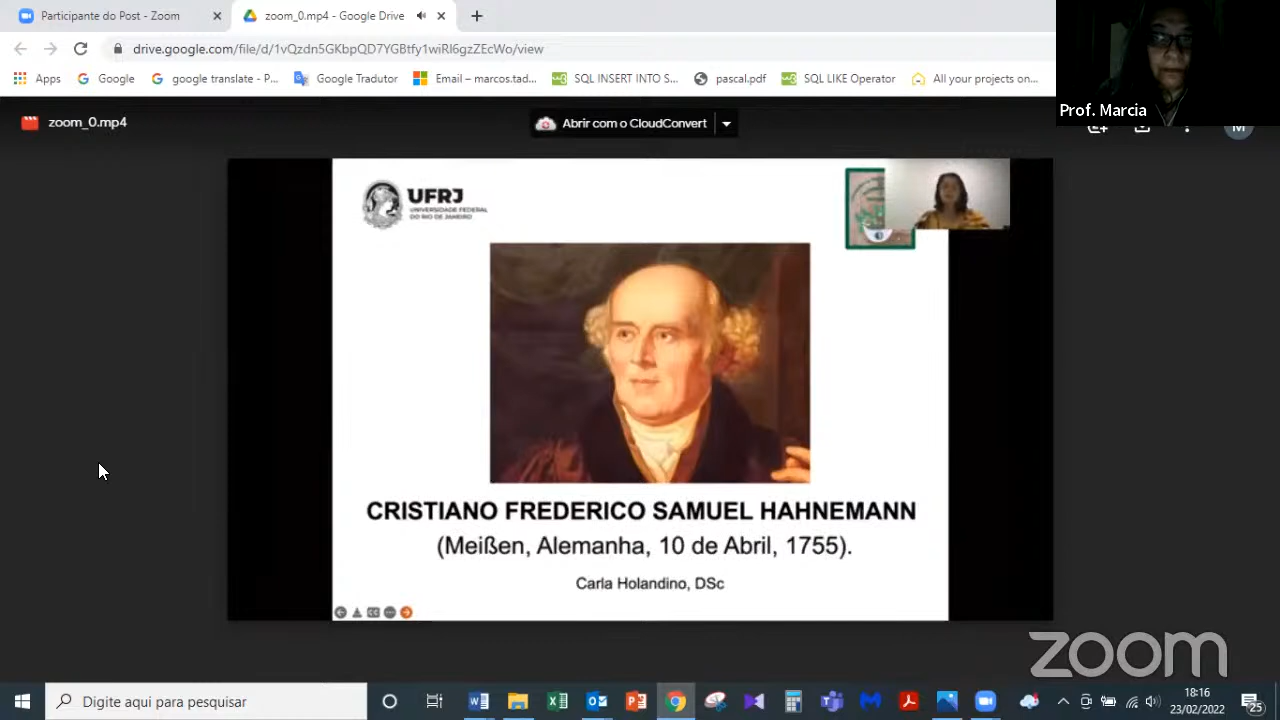 Participante do Post - Zoom
zoom_0.mp4 - Google Drive
drive.google.com/file/d/1vQzdn5GKbpQD7YGBtfy1wiRl6gzZEcWo/view
Apps
Google
google translate - P...
Google Tradutor
Email – marcos.tad...
SQL INSERT INTO S...
pascal.pdf
SQL LIKE Operator
All your projects on...
Prof. Marcia
zoom_0.mp4
Abrir com o CloudConvert
M
UFRJ
UNIVERSIDADE FEDERAL
DO RIO DE JANEIRO
CRISTIANO FREDERICO SAMUEL HAHNEMANN
(Meißen, Alemanha, 10 de Abril, 1755).
Carla Holandino, DSc
zoom
Digite aqui para pesquisar
18:16
23/02/2022
25